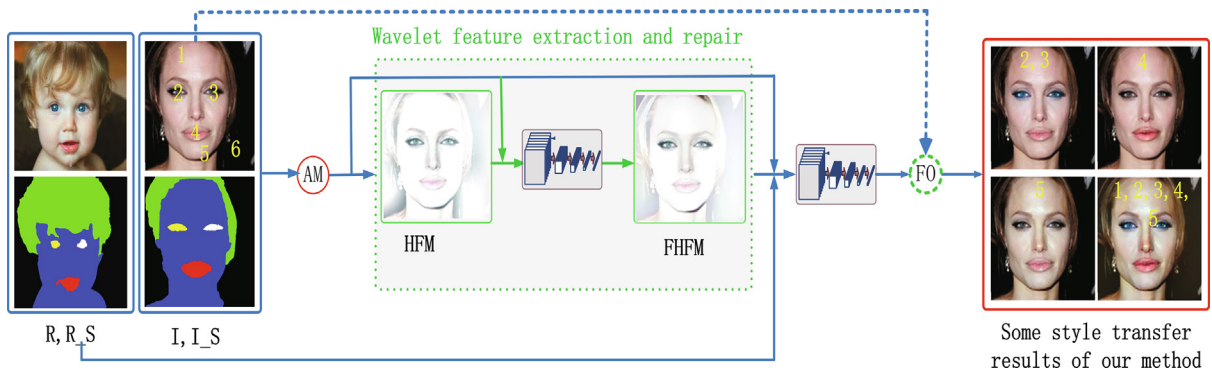 Wavelet feature extraction and repair
1
2 3
4
5
6
AM
HFM
FHFM
FO
2,3
4
5
1,2,3,4,
5
1
R,R_S
I,I_S
Some style transfer
results of our method